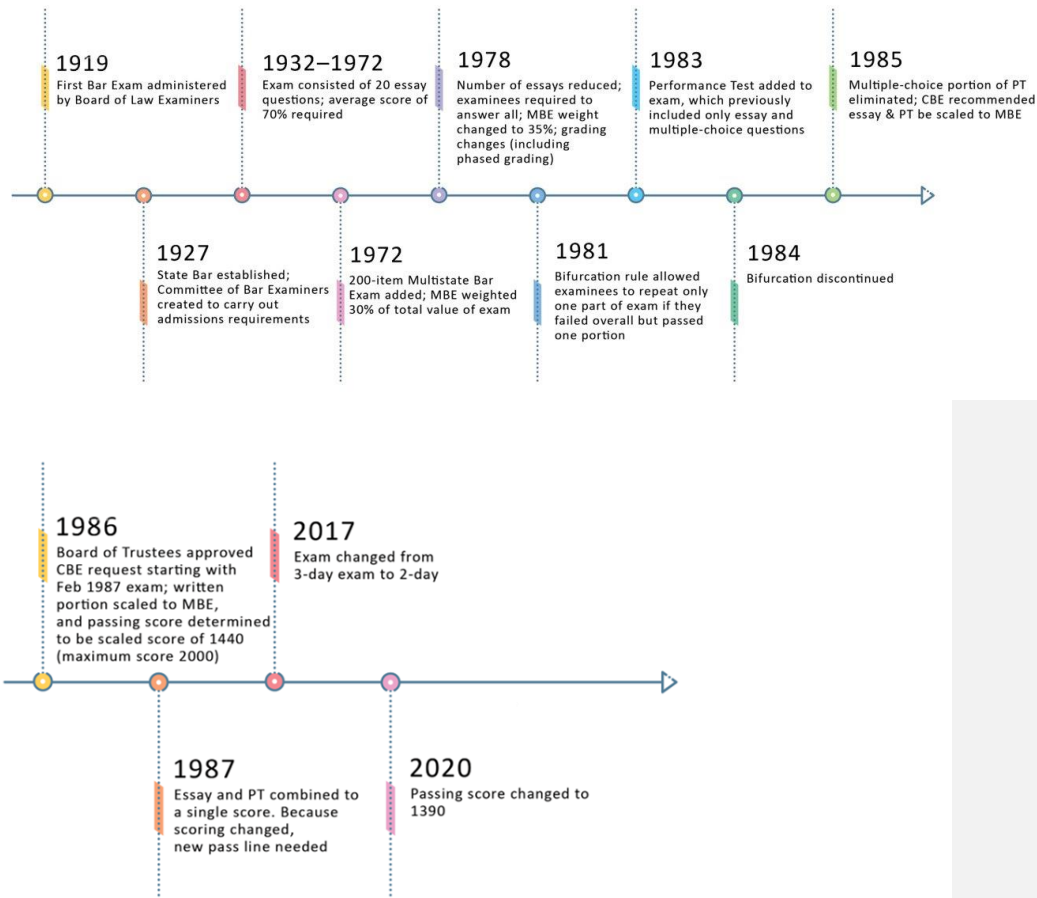 1919
First Bar Exam administered
by Board of Law Examiners
1932–1972
Exam consisted of 20 essay
questions; average score of
70% required
1978
Number of essays reduced;
examinees required to
answer all; MBE weight
changed to 35%; grading
changes (including
phased grading)
1983
Performance Test added to
exam, which previously
included only essay and
multiple-choice questions
1985
Multiple-choice portion of PT
eliminated; CBE recommended
essay & PT be scaled to MBE
1927
State Bar established;
Committee of Bar Examiners
created to carry out
admissions requirements
1972
200-item Multistate Bar
Exam added; MBE weighted
30% of total value of exam
1981
Bifurcation rule allowed
examinees to repeat only
one part of exam if they
failed overall but passed
one portion
1984
Bifurcation discontinued
1986
Board of Trustees approved
CBE request starting with
Feb 1987 exam; written
portion scaled to MBE,
and passing score determined
to be scaled score of 1440
(maximum score 2000)
2017
Exam changed from
3-day exam to 2-day
1987
Essay and PT combined to
a single score. Because
scoring changed,
new pass line needed
2020
Passing score changed to
1390